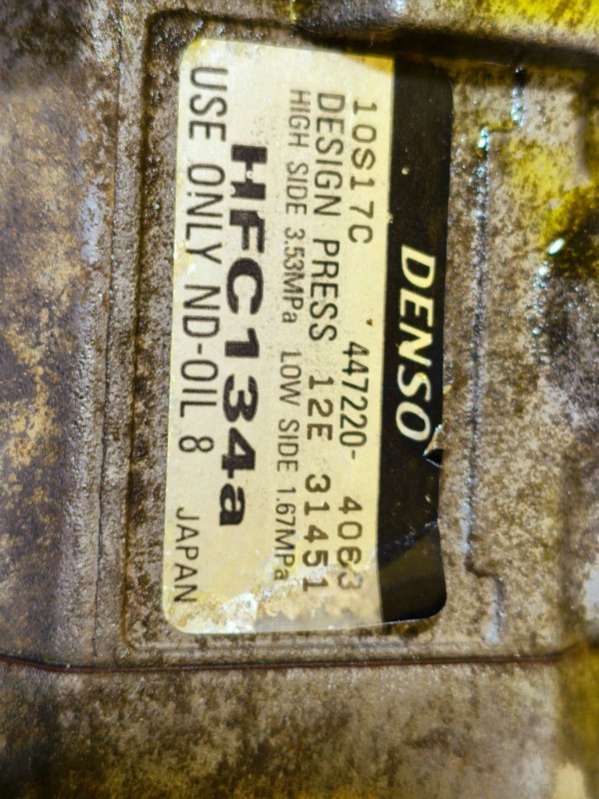 DENSO
10S17C 447220- 4063
DESIGN PRESS 12E 31451
HIGH SIDE 3.53MPa LOW SIDE 1.67MPa
HFC134a
USE ONLY ND-OIL 8 JAPAN